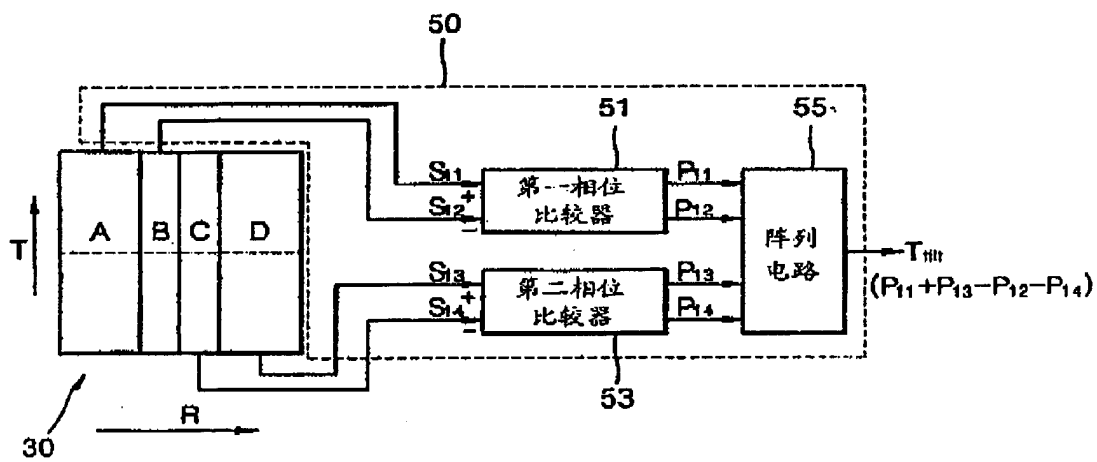 50
51
55
A B C D
T
S₁₁
+
S₁₂
−
第一相位
比较器
P₁₁
P₁₂
S₁₃
+
S₁₄
−
第二相位
比较器
P₁₃
P₁₄
阵列
电路
Tₜᵢₗₜ
(P₁₁+P₁₃−P₁₂−P₁₄)
53
30
R